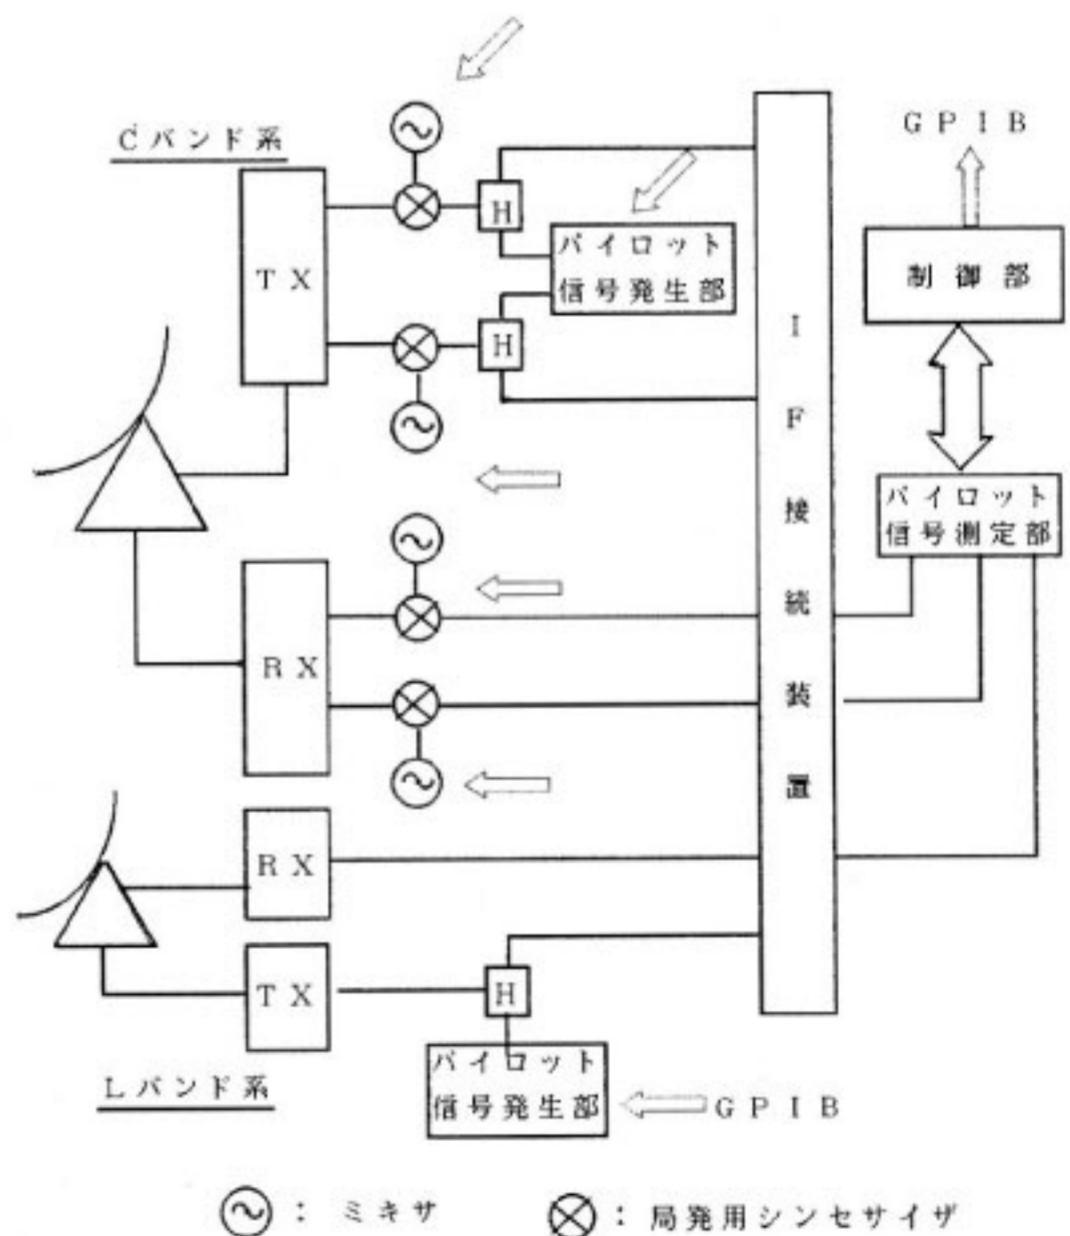 Cバンド系
GPIB
TX
H
パイロット
信号発生部
制御部
H
IF接続装置
パイロット
信号測定部
RX
RX
TX
H
パイロット
信号発生部
GPIB
Lバンド系
：ミキサ
：局発用シンセサイザ